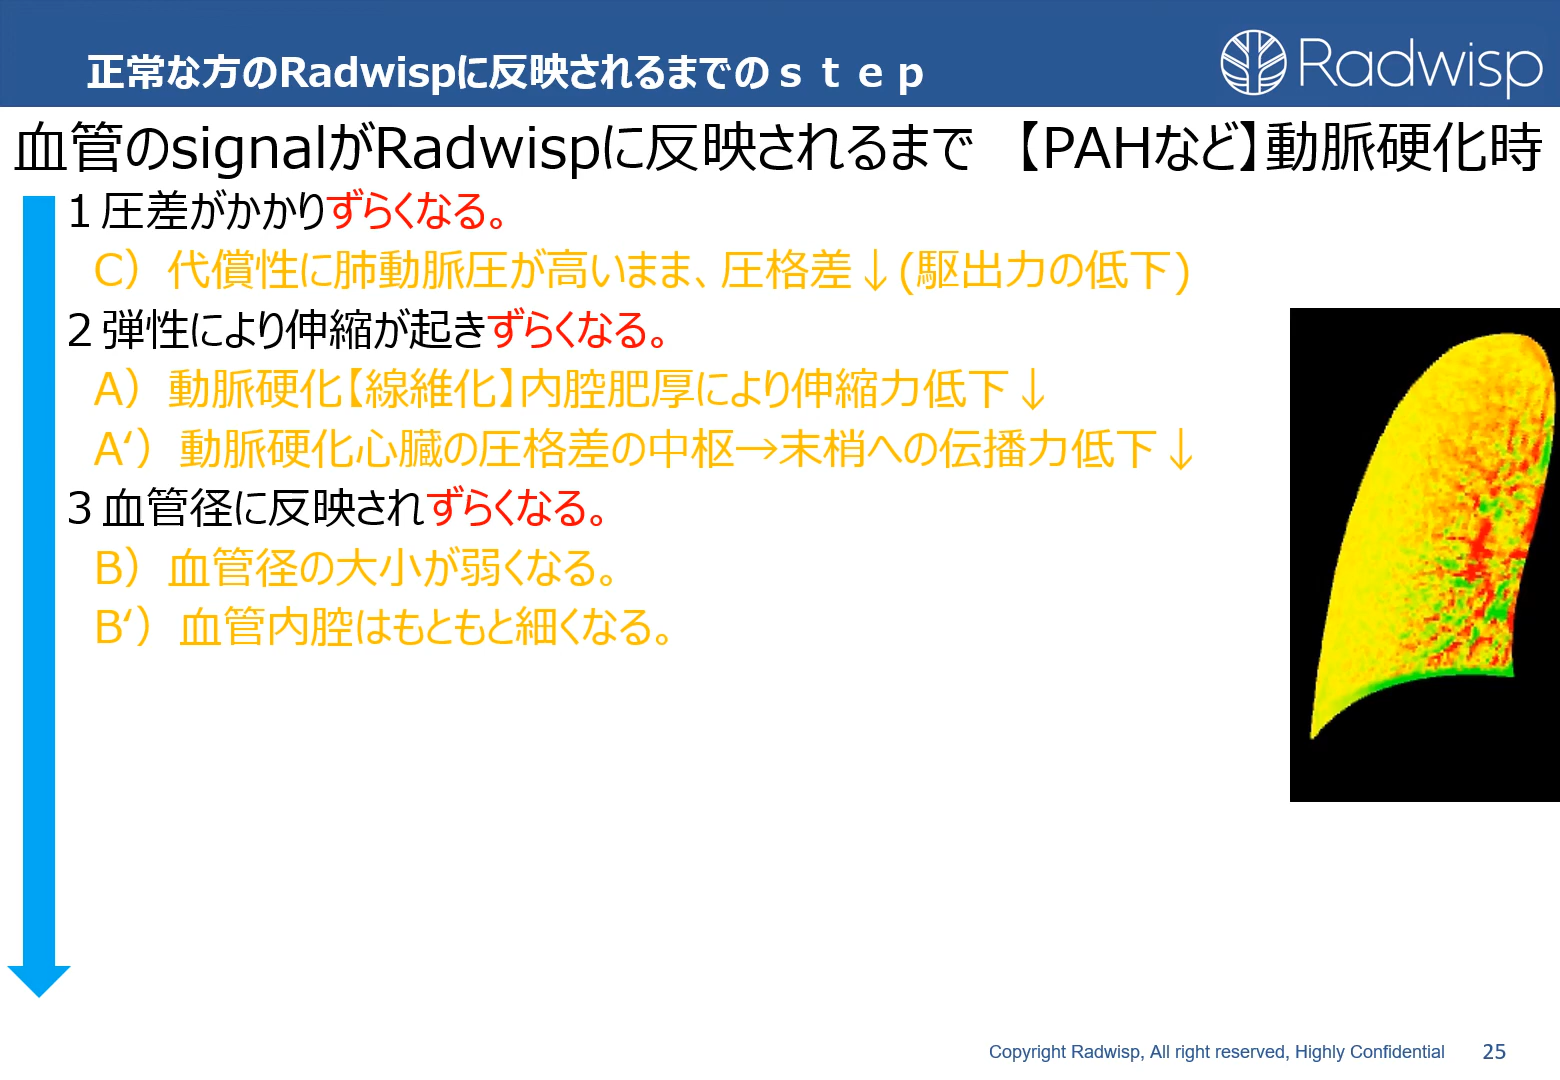 正常な方のRadwispに反映されるまでのｓｔｅｐ
Radwisp
血管のsignalがRadwispに反映されるまで 【PAHなど】動脈硬化時
１圧差がかかりずらくなる。
C）代償性に肺動脈圧が高いまま、圧格差↓(駆出力の低下)
２弾性により伸縮が起きずらくなる。
A）動脈硬化【線維化】内腔肥厚により伸縮力低下↓
A‘）動脈硬化心臓の圧格差の中枢→末梢への伝播力低下↓
３血管径に反映されずらくなる。
B）血管径の大小が弱くなる。
B‘）血管内腔はもともと細くなる。
Copyright Radwisp, All right reserved, Highly Confidential 25